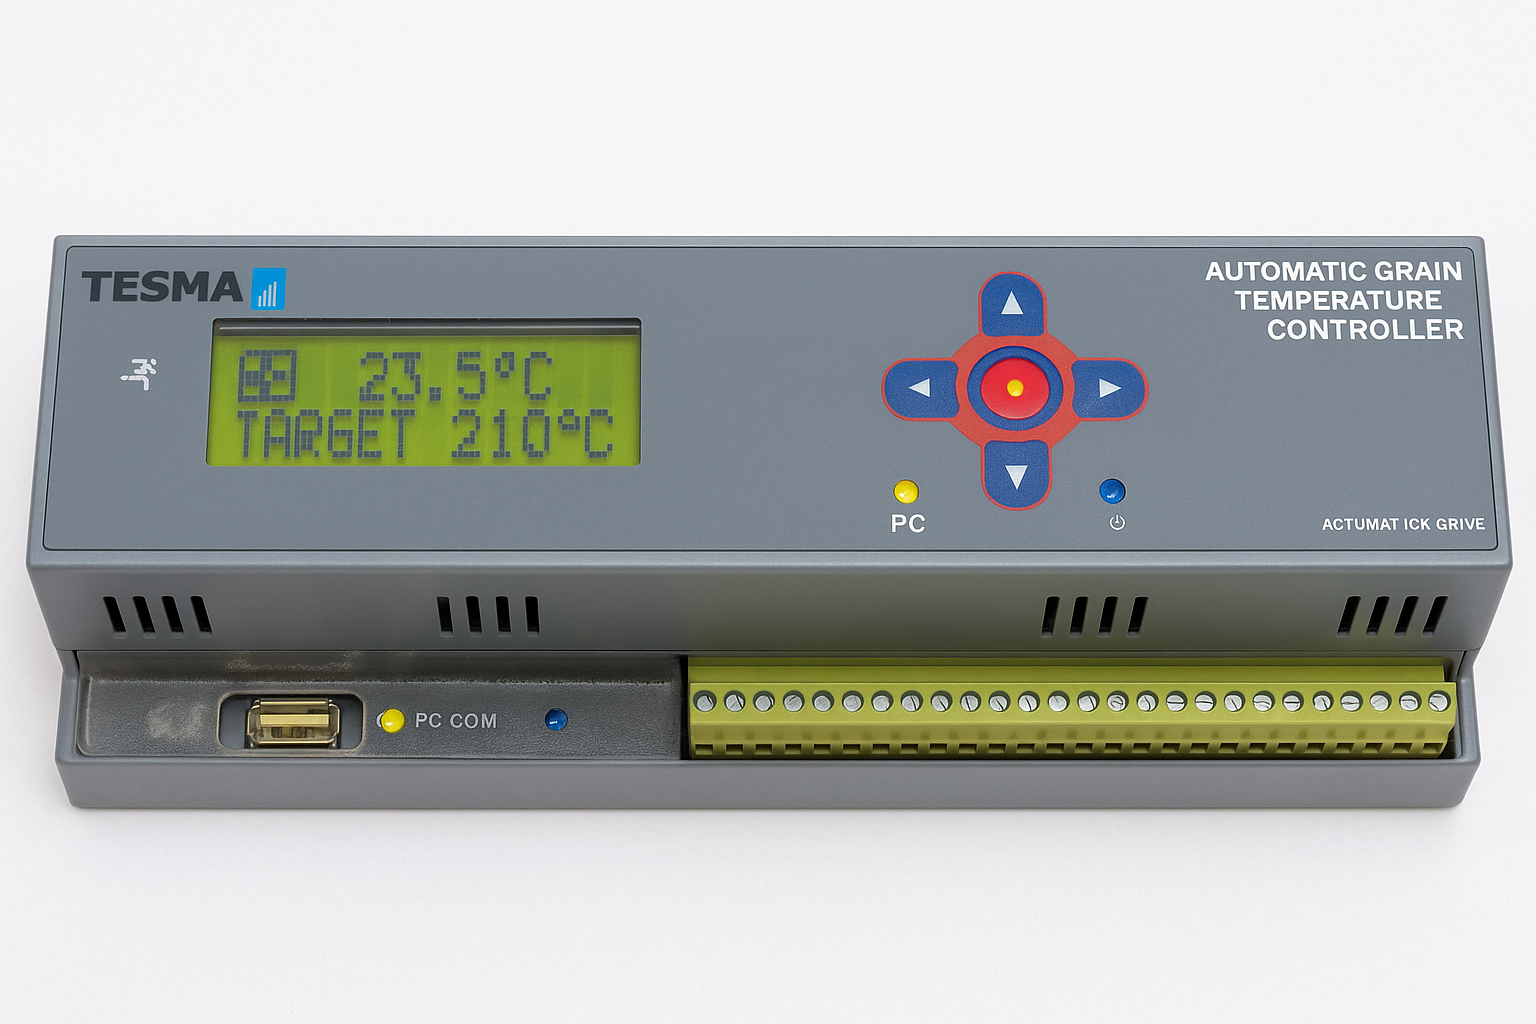 TESMA
23.5°C
TARGET 210°C
AUTOMATIC GRAIN
TEMPERATURE
CONTROLLER
PC
ACTUMAT ICK GRIVE
PC COM